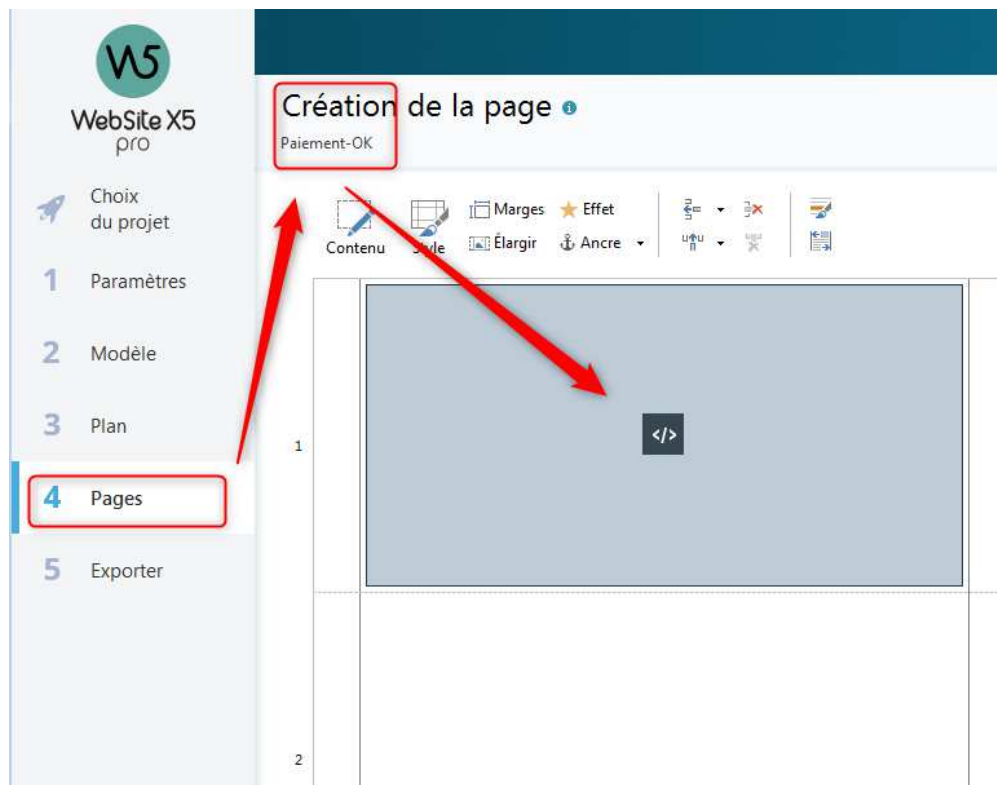 W5
WebSite X5
pro
Création de la page
Paiement-OK
Choix
du projet
1 Paramètres
2 Modèle
3 Plan
4 Pages
5 Exporter
Contenu
Style
Marges
Effet
Élargir
Ancre
</>
1
2